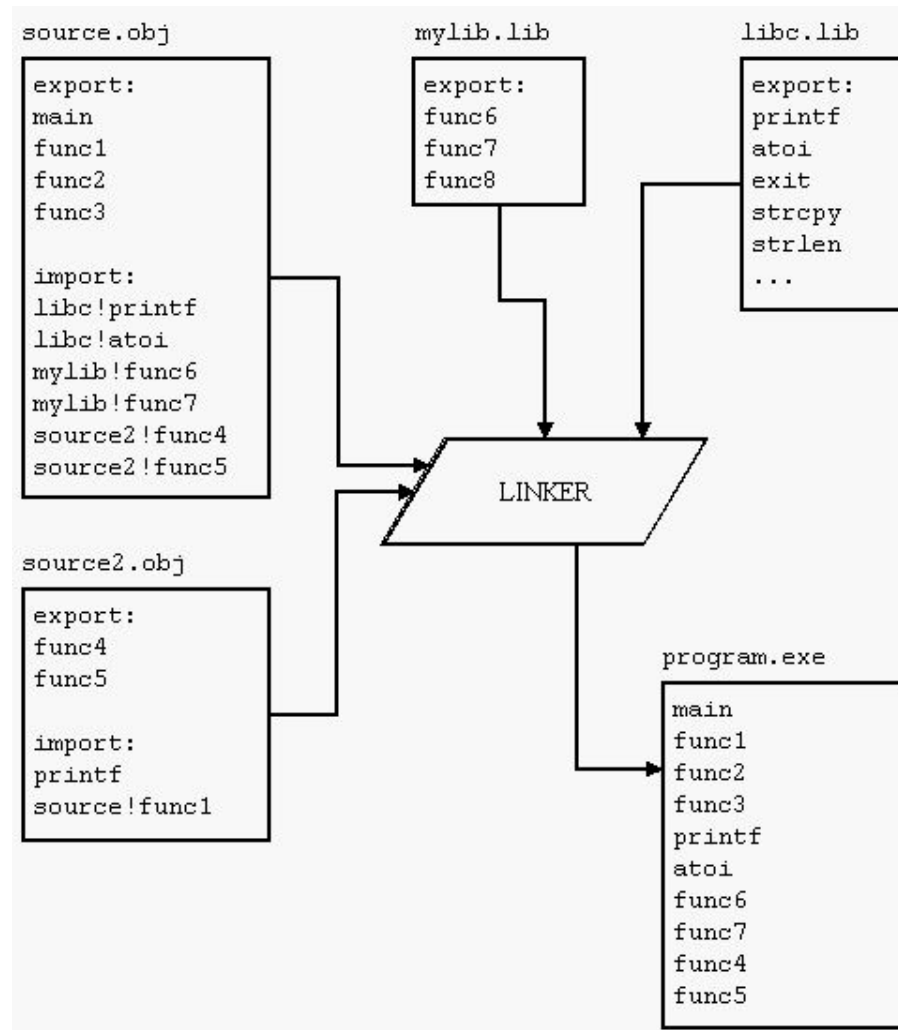 source.obj
export:
main
func1
func2
func3
import:
libc!printf
libc!atoi
mylib!func6
mylib!func7
source2!func4
source2!func5
mylib.lib
export:
func6
func7
func8
libc.lib
export:
printf
atoi
exit
strcpy
strlen
...
LINKER
source2.obj
export:
func4
func5
import:
printf
source!func1
program.exe
main
func1
func2
func3
printf
atoi
func6
func7
func4
func5